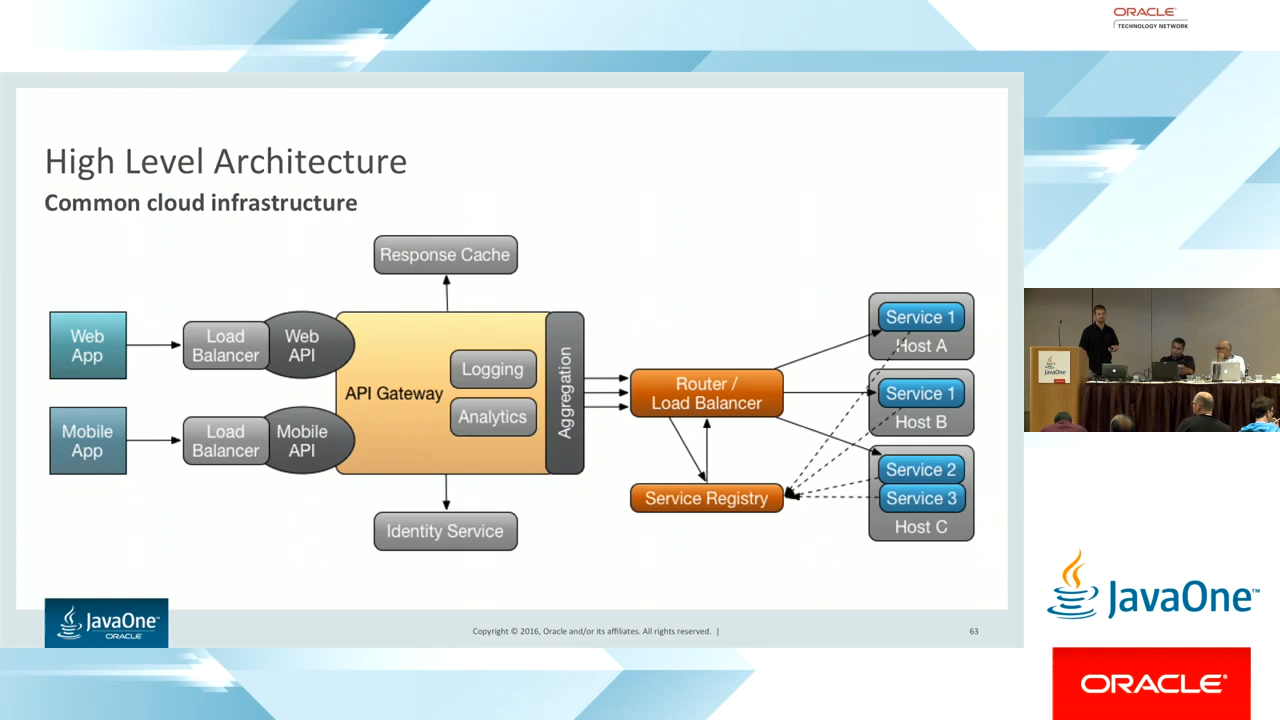 ORACLE
TECHNOLOGY NETWORK
High Level Architecture
Common cloud infrastructure
Response Cache
Web
App
Load
Balancer
Web
API
Mobile
App
Load
Balancer
Mobile
API
API Gateway
Logging
Analytics
Aggregation
Identity Service
Router /
Load Balancer
Service Registry
Service 1
Host A
Service 1
Host B
Service 2
Service 3
Host C
JavaOne™
ORACLE
Copyright © 2016, Oracle and/or its affiliates. All rights reserved. |
63
JavaOne
JavaOne™
ORACLE®